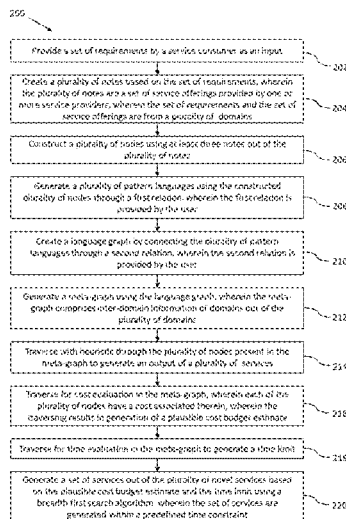 200
Provide a set of requirements by a service consumer as an input
202
Create a plurality of notes based on the set of requirements, wherein
the plurality of notes are a set of service offerings provided by one or
more service providers, wherein the set of requirements and the set of
service offerings are from a plurality of domains
204
Construct a plurality of nodes using at least three notes out of the
plurality of notes
206
Generate a plurality of pattern languages using the constructed
plurality of nodes through a first relation, wherein the first relation is
provided by the user
208
Create a language graph by connecting the plurality of pattern
languages through a second relation, wherein the second relation is
provided by the user
210
Generate a meta-graph using the language graph, wherein the meta-
graph comprises inter-domain information of domains out of the
plurality of domains
212
Traverse with heuristic through the plurality of nodes present in the
meta-graph to generate an output of a plurality of services
214
Traverse for cost evaluation in the meta-graph, wherein each of the
plurality of nodes have a cost associated therein, wherein the
traversing results in generation of a plausible cost budget estimate
216
Traverse for time evaluation in the meta-graph to generate a time limit
218
Generate a set of services out of the plurality of novel services based
on the plausible cost budget estimate and the time limit using a
breadth first search algorithm, wherein the set of services are
generated within a predefined time constraint
220